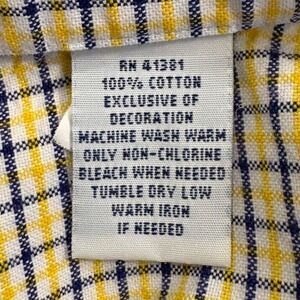 RN 41381
100% COTTON
EXCLUSIVE OF
DECORATION
MACHINE WASH WARM
ONLY NON-CHLORINE
BLEACH WHEN NEEDED
TUMBLE DRY LOW
WARM IRON
IF NEEDED